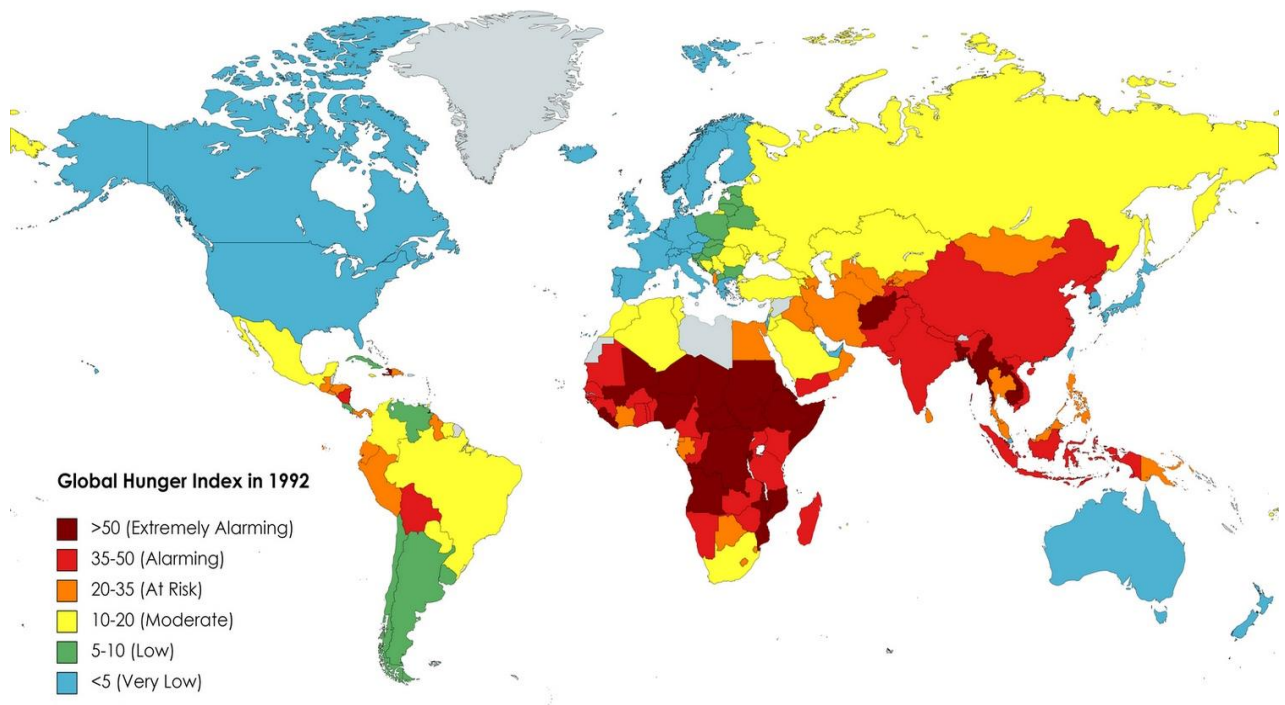 Global Hunger Index in 1992
>50 (Extremely Alarming)
35-50 (Alarming)
20-35 (At Risk)
10-20 (Moderate)
5-10 (Low)
<5 (Very Low)